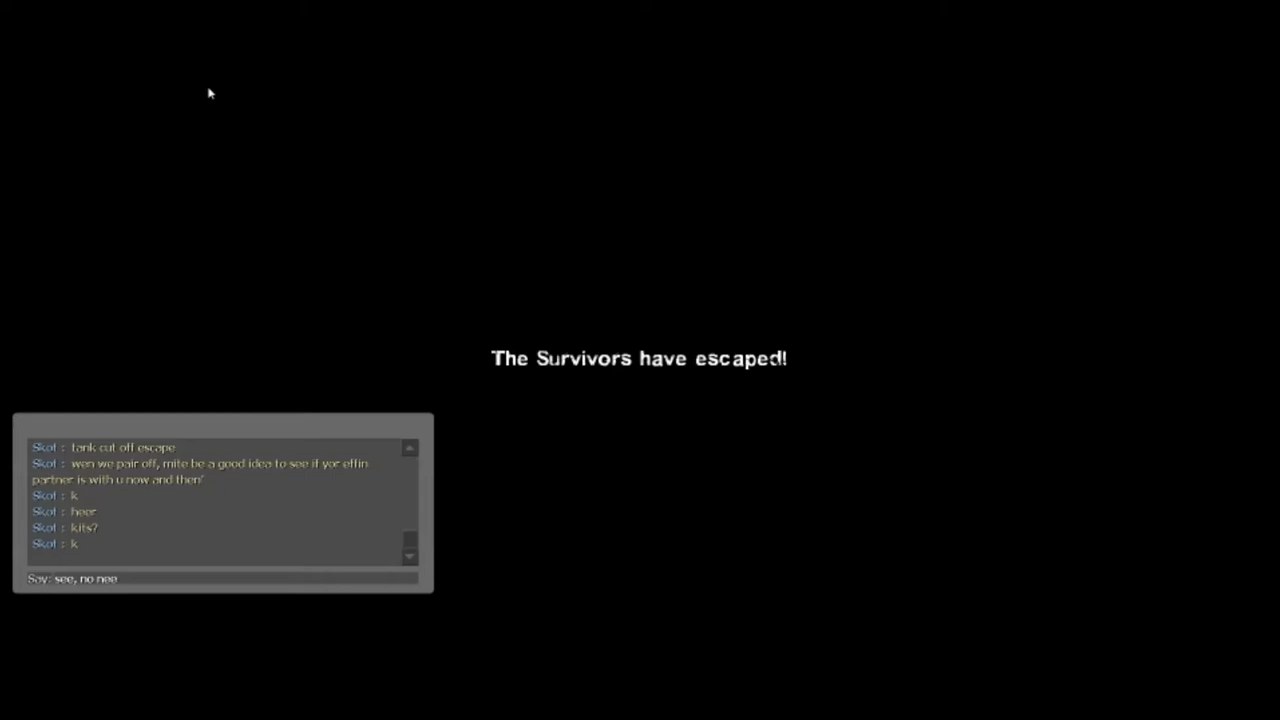 The Survivors have escaped!
Skot : tank cut off escape
Skot : wen we pair off, mite be a good idea to see if yor effin
partner is with u now and then'
Skot : k
Skot : heer
Skot : kits?
Skot : k
Say: see, no nee